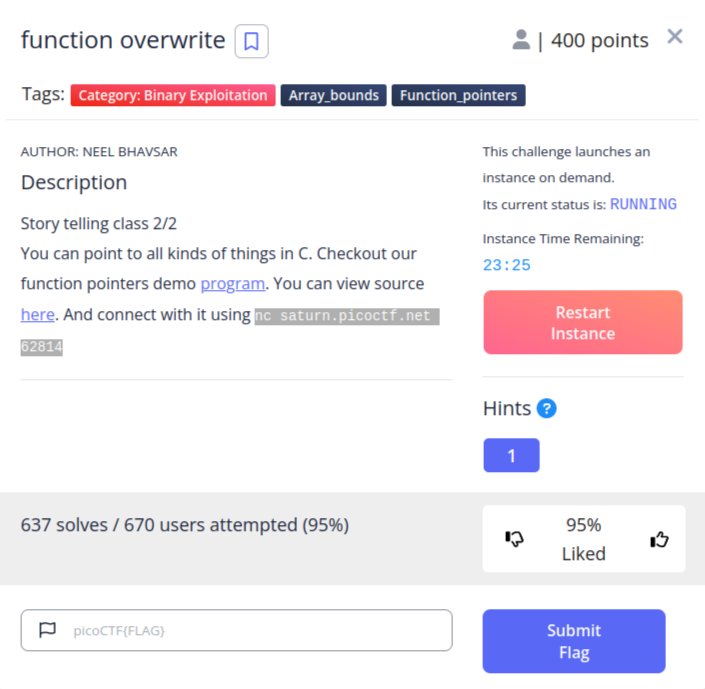 function overwrite
| 400 points
Tags: Category: Binary Exploitation Array_bounds Function_pointers
AUTHOR: NEEL BHAVSAR
Description
Story telling class 2/2
You can point to all kinds of things in C. Checkout our
function pointers demo program. You can view source
here. And connect with it using nc saturn.picoctf.net
62814
This challenge launches an
instance on demand.
Its current status is: RUNNING
Instance Time Remaining:
23:25
Restart
Instance
Hints ?
1
637 solves / 670 users attempted (95%)
95%
Liked
picoCTF{FLAG}
Submit
Flag